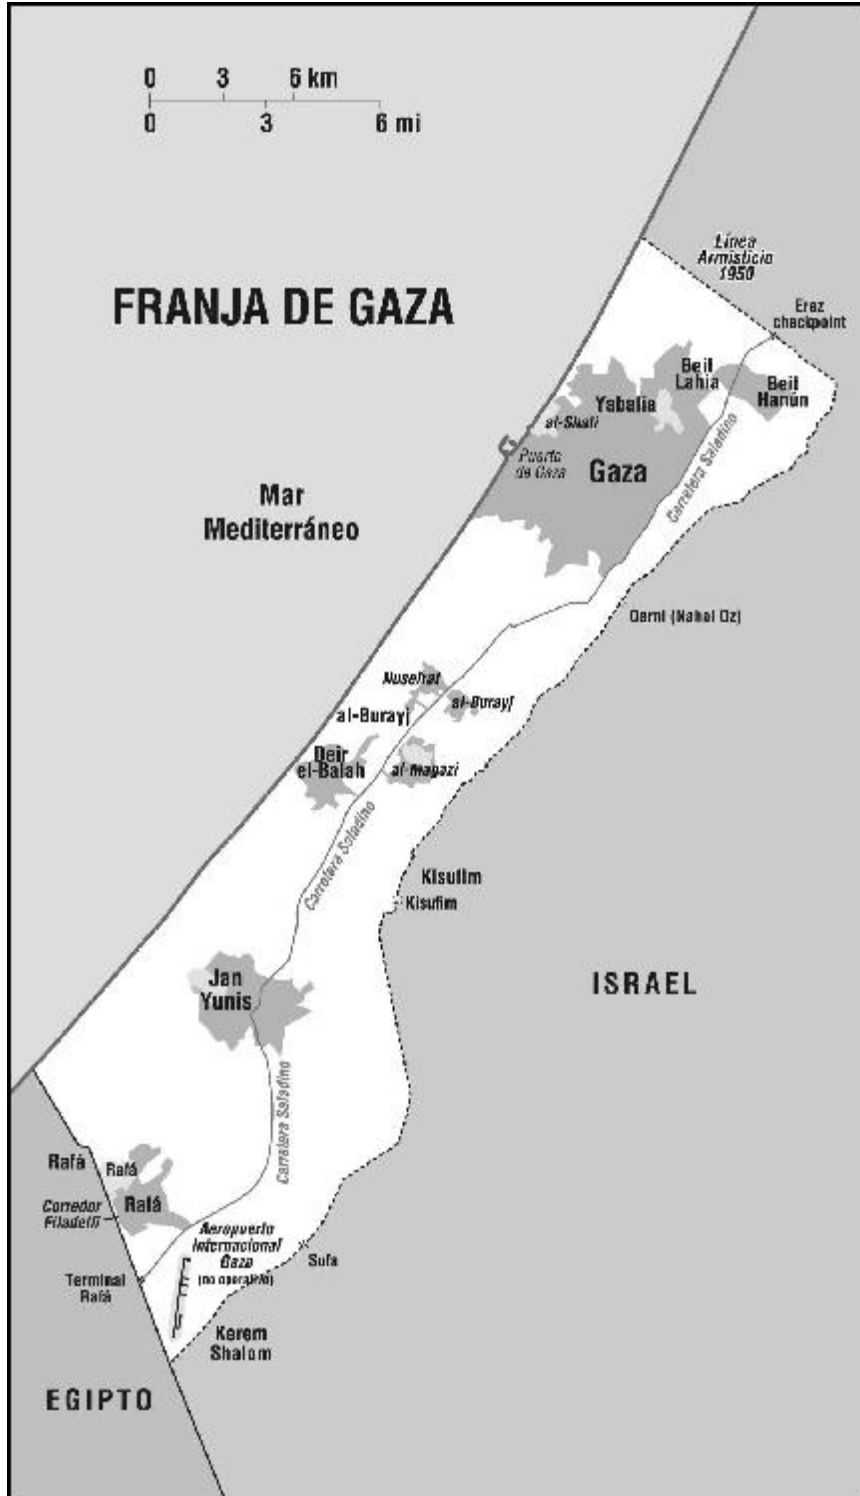 0 3 6 km
0 3 6 mi
FRANJA DE GAZA
Línea
Armisticio
1950
Erez
checkpoint
Beil
Lahia
Beil
Hanún
Yabalia
al-Shati
Puerto
de Gaza
Gaza
Carretera Saladino
Mar
Mediterráneo
Nuseirat
al-Burayj
al-Burayj
Deir
el-Balah
al-Magazi
Carretera Saladino
Kisufim
Kisufim
Jan
Yunis
ISRAEL
Carretera Saladino
Rafá
Rafá
Rafá
Corredor
Filadelfi
Aeropuerto
Internacional
Gaza
(no operativo)
Sufa
Terminal
Rafá
Kerem
Shalom
EGIPTO